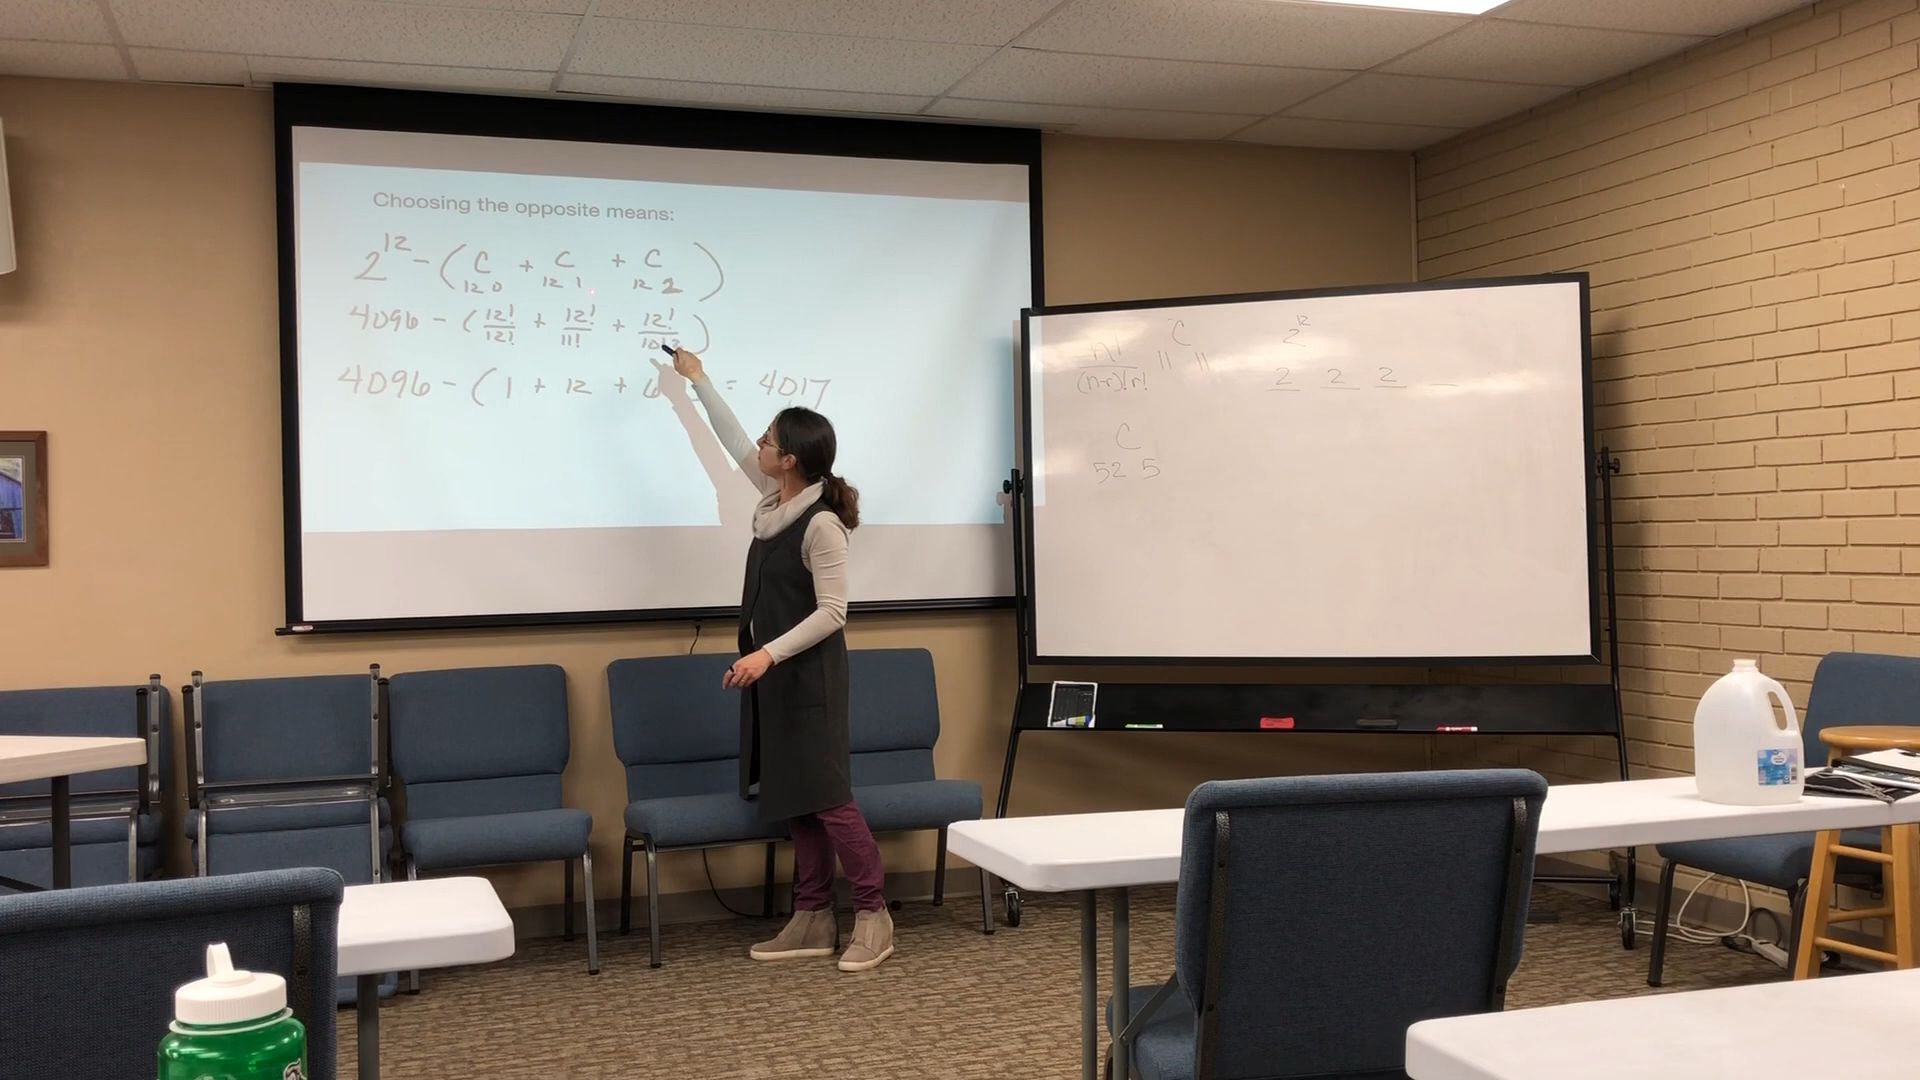 Choosing the opposite means:
2^12 - ( C + C + C )
12 0 12 1 12 2
4096 - ( 12!/12! + 12!/11! + 12!/10! )
4096 - ( 1 + 12 + 6 = 4017
n!
(n-r)!r!
C
11 11
2^12
2 2 2
C
52 5